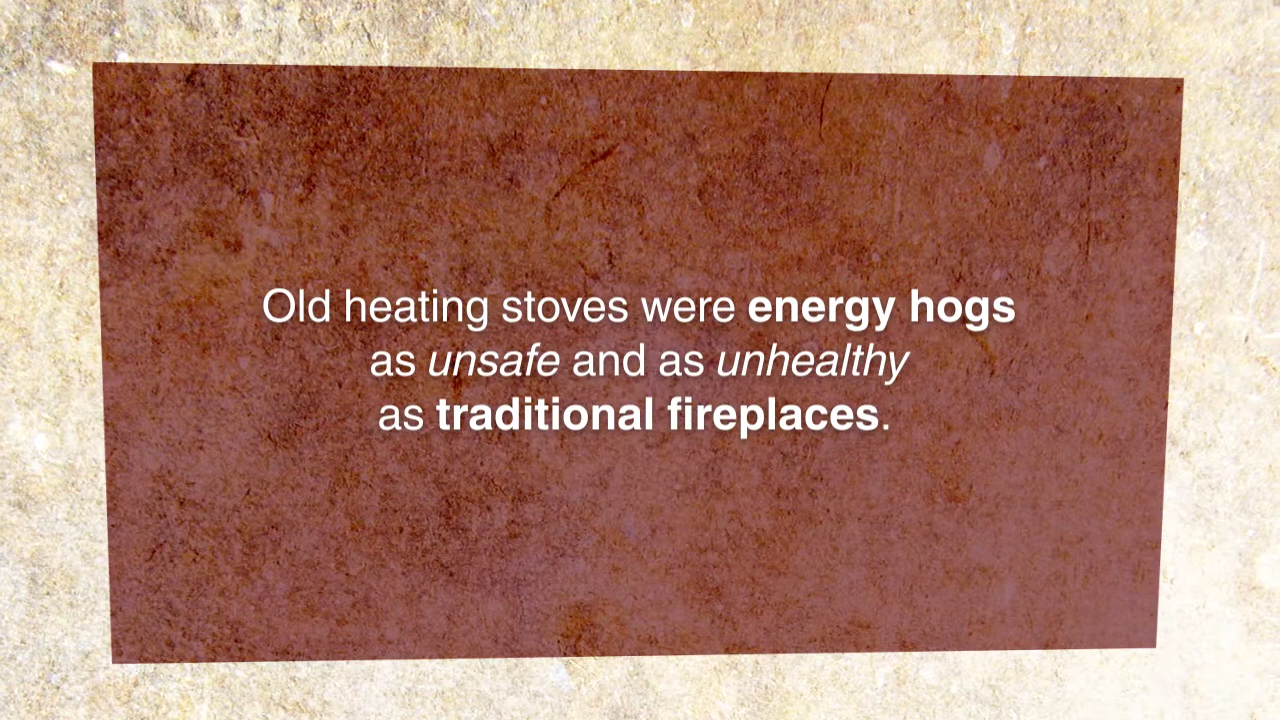 Old heating stoves were energy hogs
as unsafe and as unhealthy
as traditional fireplaces.